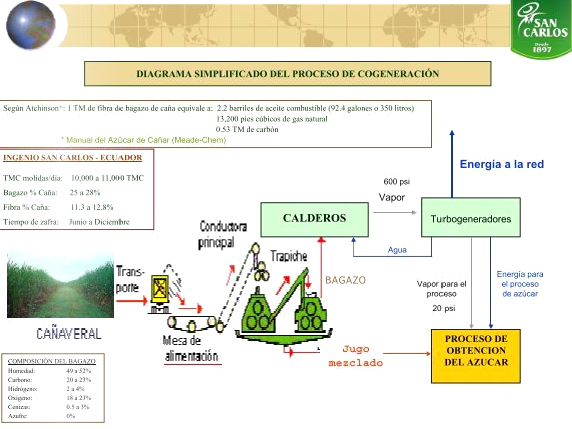 SAN
CARLOS
Desde
1897
DIAGRAMA SIMPLIFICADO DEL PROCESO DE COGENERACIÓN
Según Atchinson*: 1 TM de fibra de bagazo de caña equivale a: 2.2 barriles de aceite combustible (92.4 galones o 350 litros)
13,200 pies cúbicos de gas natural
0.53 TM de carbón
* Manual del Azúcar de Cañar (Meade-Chem)
INGENIO SAN CARLOS - ECUADOR
TMC molidas/día: 10,000 a 11,000 TMC
Bagazo % Caña: 25 a 28%
Fibra % Caña: 11.3 a 12.8%
Tiempo de zafra: Junio a Diciembre
Energía a la red
600 psi
Vapor
CALDEROS
Turbogeneradores
Agua
Conductora
principal
Trapiche
BAGAZO
Trans-
porte
Vapor para el
proceso
20 psi
Energía para
el proceso
de azúcar
CAÑAYERAL
Mesa de
alimentación
Jugo
mezclado
PROCESO DE
OBTENCION
DEL AZUCAR
COMPOSICIÓN DEL BAGAZO
Humedad: 49 a 52%
Carbono: 20 a 23%
Hidrógeno: 2 a 4%
Oxígeno: 18 a 23%
Cenizas: 0.5 a 3%
Azufre: 0%